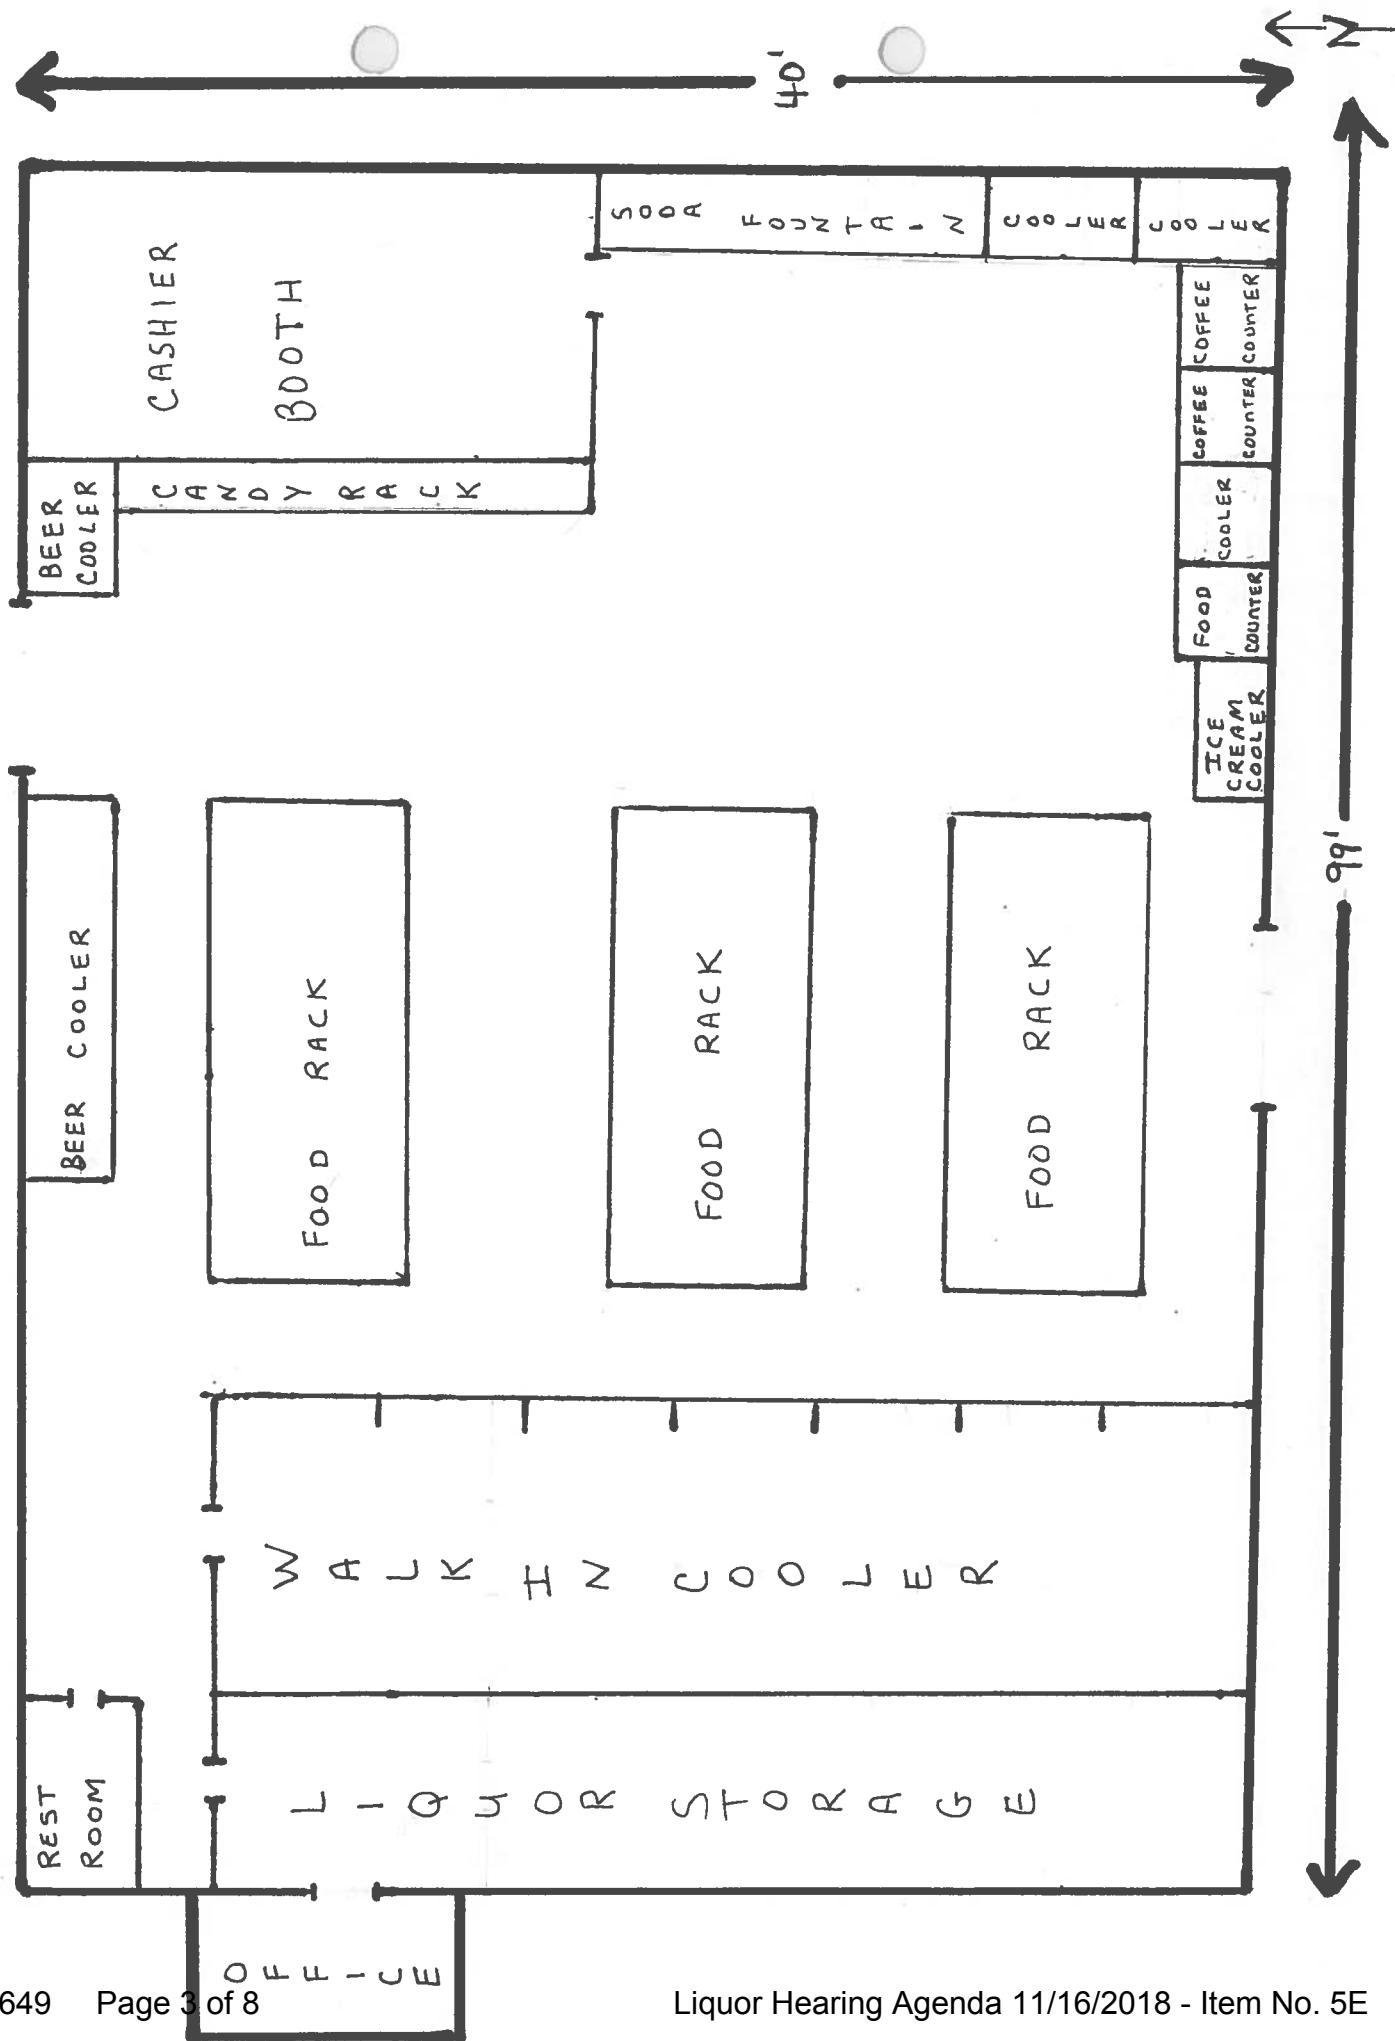 N
40'
99'
CASHIER
BOOTH
SODA FOUNTAIN
COOLER
COOLER
COFFEE
COUNTER
COFFEE
COUNTER
COOLER
FOOD
COUNTER
ICE
CREAM
COOLER
BEER
COOLER
CANDY RACK
BEER COOLER
FOOD RACK
FOOD RACK
FOOD RACK
WALK IN COOLER
REST
ROOM
LIQUOR STORAGE
OFFICE
649 Page 3 of 8
Liquor Hearing Agenda 11/16/2018 - Item No. 5E